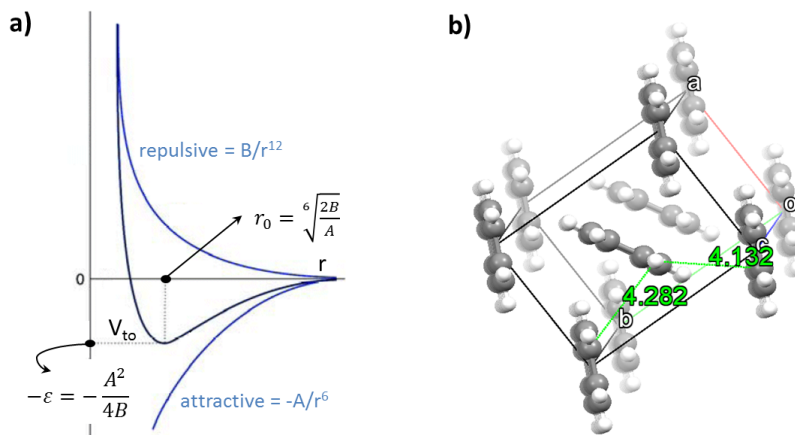 a)
repulsive = B/r¹²
r₀ = ⁶√(2B/A)
r
0
V_to
-ε = -A²/4B
attractive = -A/r⁶
b)
a
o
c
4.132
4.282
b